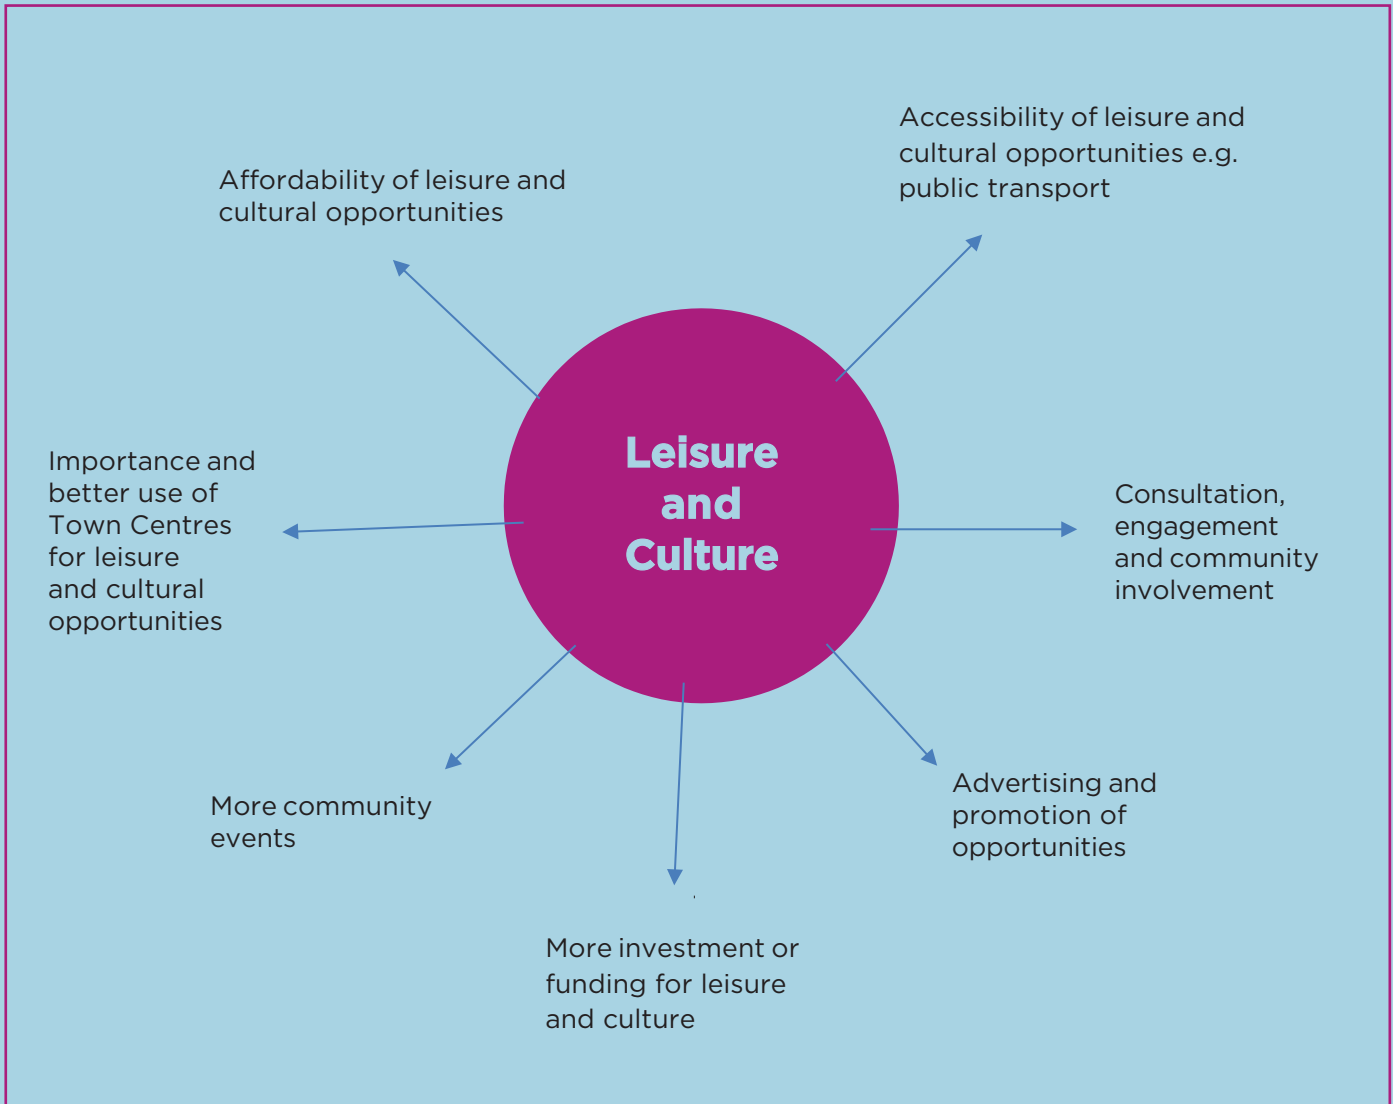 Affordability of leisure and
cultural opportunities
Accessibility of leisure and
cultural opportunities e.g.
public transport
Leisure
and
Culture
Importance and
better use of
Town Centres
for leisure
and cultural
opportunities
Consultation,
engagement
and community
involvement
More community
events
Advertising and
promotion of
opportunities
More investment or
funding for leisure
and culture